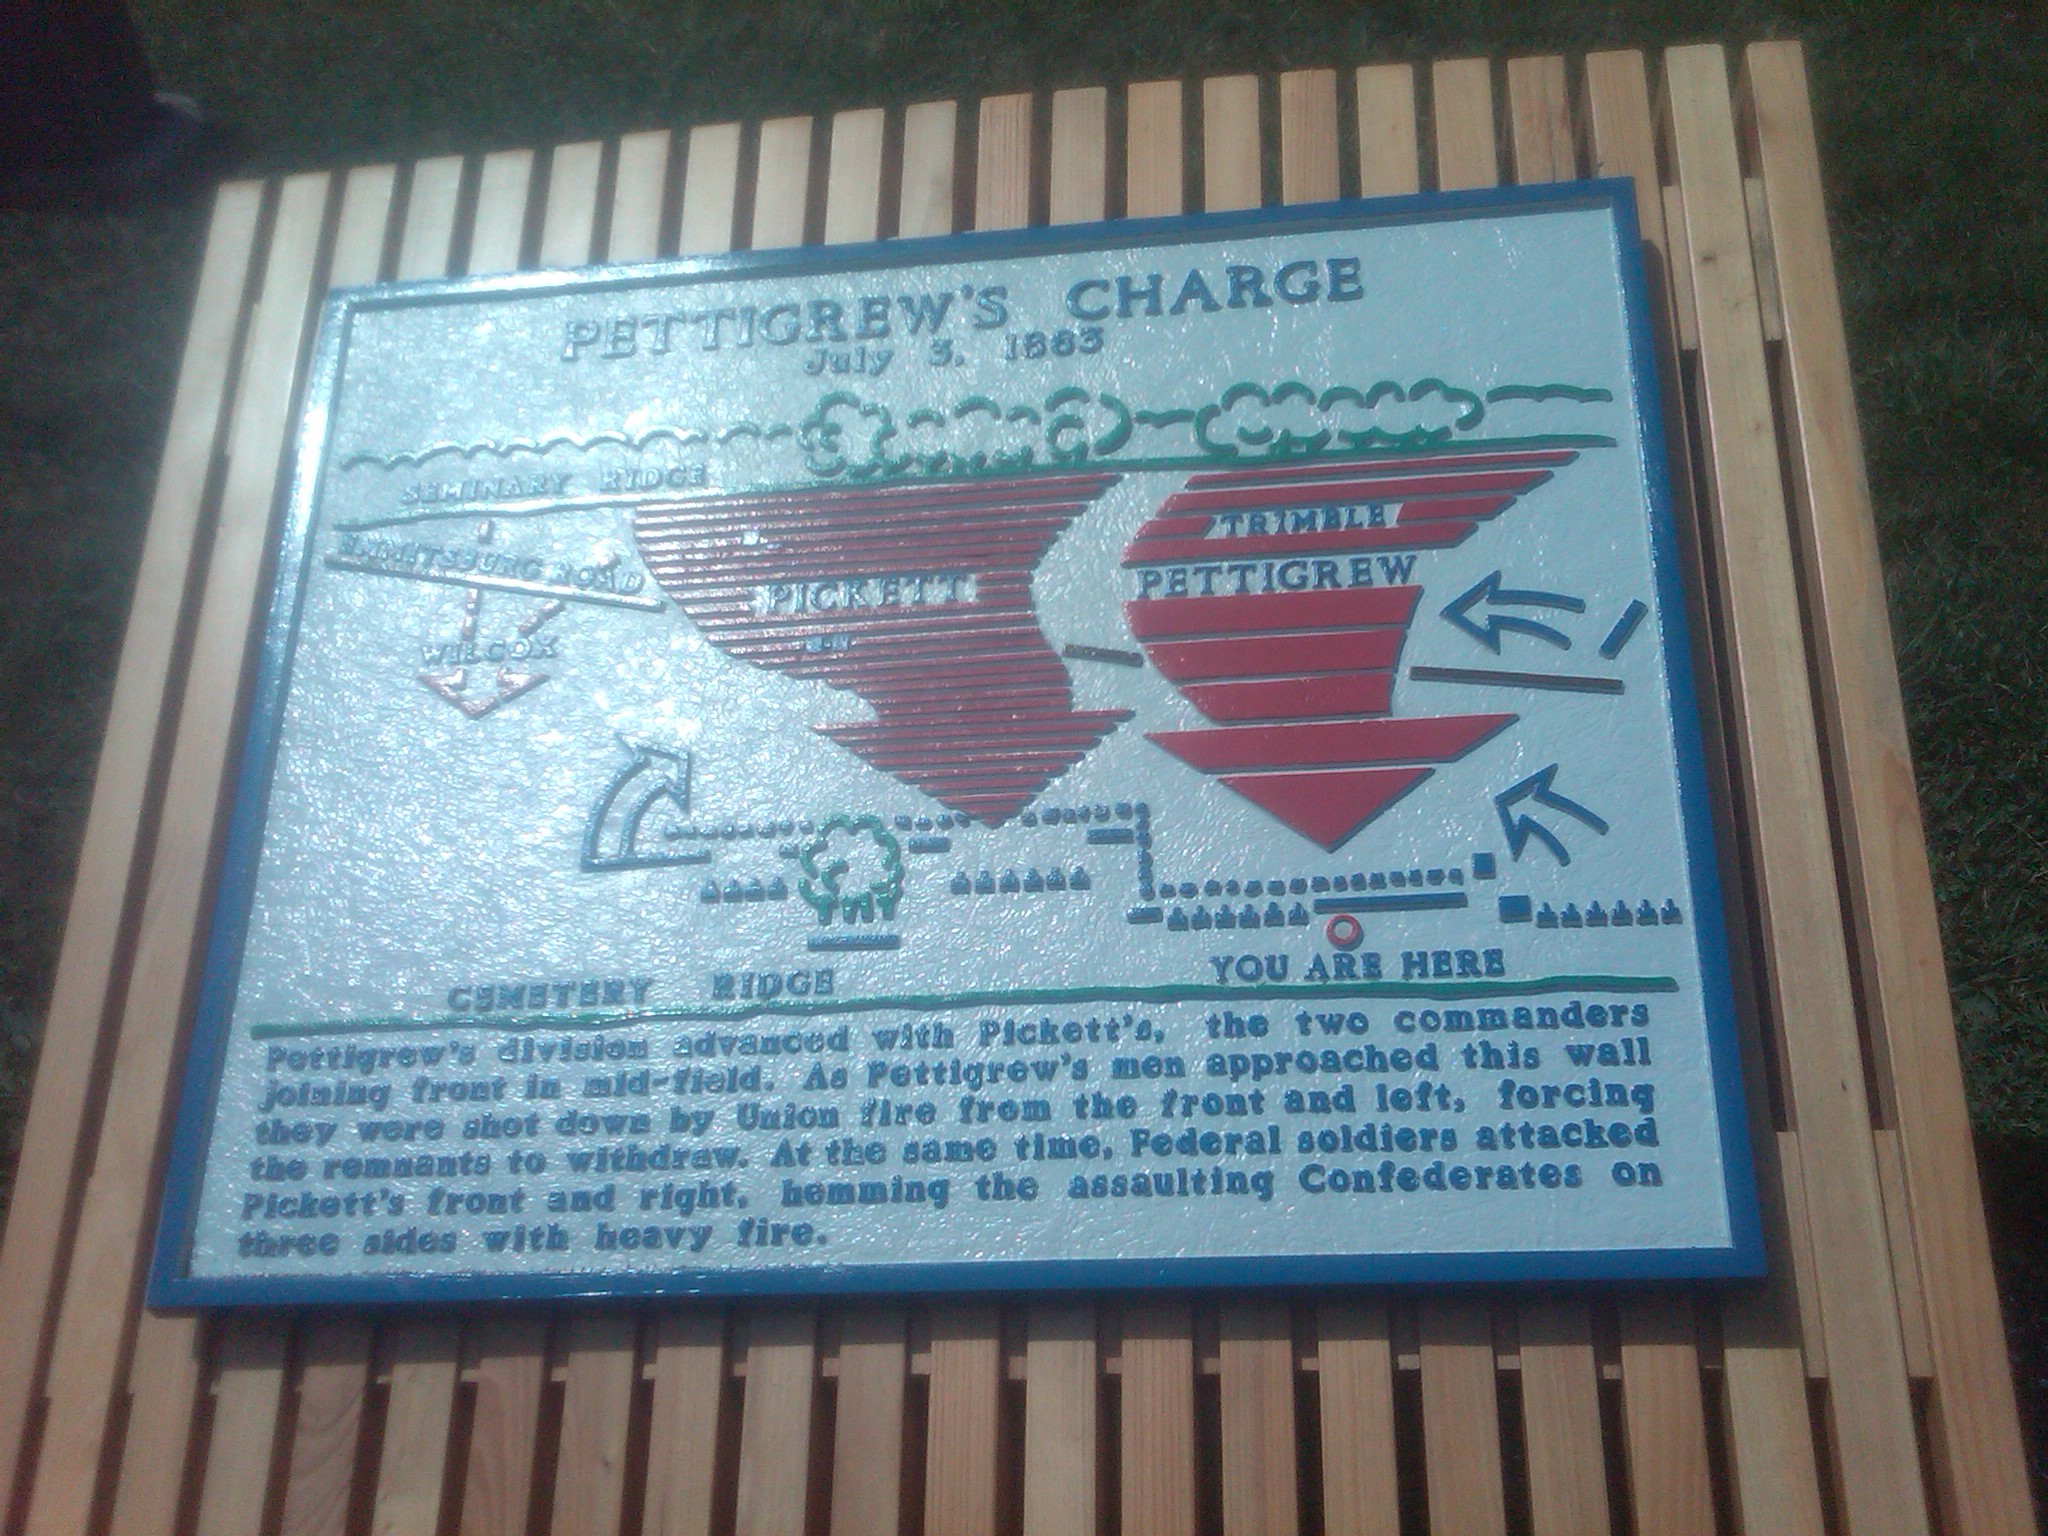 PETTIGREW'S CHARGE
July 3, 1863
SEMINARY RIDGE
EMMITSBURG ROAD
TRIMBLE
PETTIGREW
PICKETT
WILCOX
YOU ARE HERE
CEMETERY RIDGE
Pettigrew's division advanced with Pickett's, the two commanders
joining front in mid-field. As Pettigrew's men approached this wall
they were shot down by Union fire from the front and left, forcing
the remnants to withdraw. At the same time, Federal soldiers attacked
Pickett's front and right, hemming the assaulting Confederates on
three sides with heavy fire.